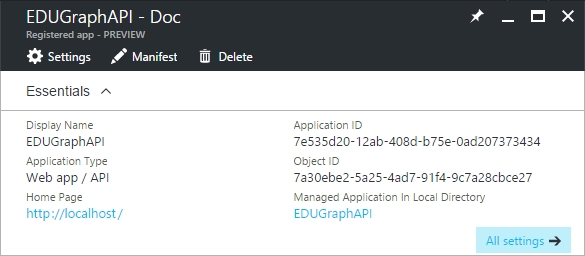 EDUGraphAPI - Doc
Registered app - PREVIEW
Settings Manifest Delete
Essentials
Display Name
EDUGraphAPI
Application ID
7e535d20-12ab-408d-b75e-0ad207373434
Application Type
Web app / API
Object ID
7a30ebe2-5a25-4ad7-91f4-9c7a28cbce27
Home Page
http://localhost/
Managed Application In Local Directory
EDUGraphAPI
All settings